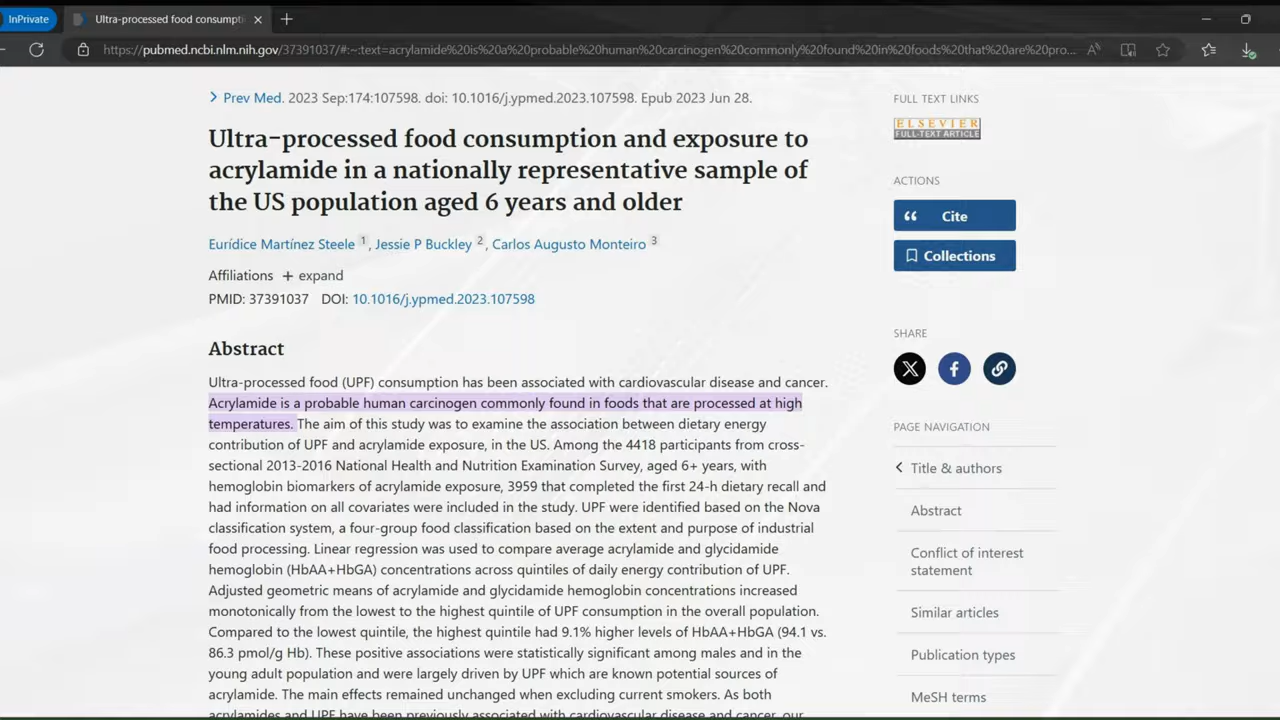 InPrivate
Ultra-processed food consumpti
https://pubmed.ncbi.nlm.nih.gov/37391037/#:~:text=acrylamide%20is%20a%20probable%20human%20carcinogen%20commonly%20found%20in%20foods%20that%20are%20pro...
Prev Med. 2023 Sep:174:107598. doi: 10.1016/j.ypmed.2023.107598. Epub 2023 Jun 28.
Ultra-processed food consumption and exposure to
acrylamide in a nationally representative sample of
the US population aged 6 years and older
Eurídice Martínez Steele 1, Jessie P Buckley 2, Carlos Augusto Monteiro 3
Affiliations + expand
PMID: 37391037 DOI: 10.1016/j.ypmed.2023.107598
Abstract
Ultra-processed food (UPF) consumption has been associated with cardiovascular disease and cancer.
Acrylamide is a probable human carcinogen commonly found in foods that are processed at high
temperatures. The aim of this study was to examine the association between dietary energy
contribution of UPF and acrylamide exposure, in the US. Among the 4418 participants from cross-
sectional 2013-2016 National Health and Nutrition Examination Survey, aged 6+ years, with
hemoglobin biomarkers of acrylamide exposure, 3959 that completed the first 24-h dietary recall and
had information on all covariates were included in the study. UPF were identified based on the Nova
classification system, a four-group food classification based on the extent and purpose of industrial
food processing. Linear regression was used to compare average acrylamide and glycidamide
hemoglobin (HbAA+HbGA) concentrations across quintiles of daily energy contribution of UPF.
Adjusted geometric means of acrylamide and glycidamide hemoglobin concentrations increased
monotonically from the lowest to the highest quintile of UPF consumption in the overall population.
Compared to the lowest quintile, the highest quintile had 9.1% higher levels of HbAA+HbGA (94.1 vs.
86.3 pmol/g Hb). These positive associations were statistically significant among males and in the
young adult population and were largely driven by UPF which are known potential sources of
acrylamide. The main effects remained unchanged when excluding current smokers. As both
acrylamides and UPF have been previously associated with cardiovascular disease and cancer, our
FULL TEXT LINKS
ELSEVIER
FULL-TEXT ARTICLE
ACTIONS
Cite
Collections
SHARE
PAGE NAVIGATION
Title & authors
Abstract
Conflict of interest
statement
Similar articles
Publication types
MeSH terms